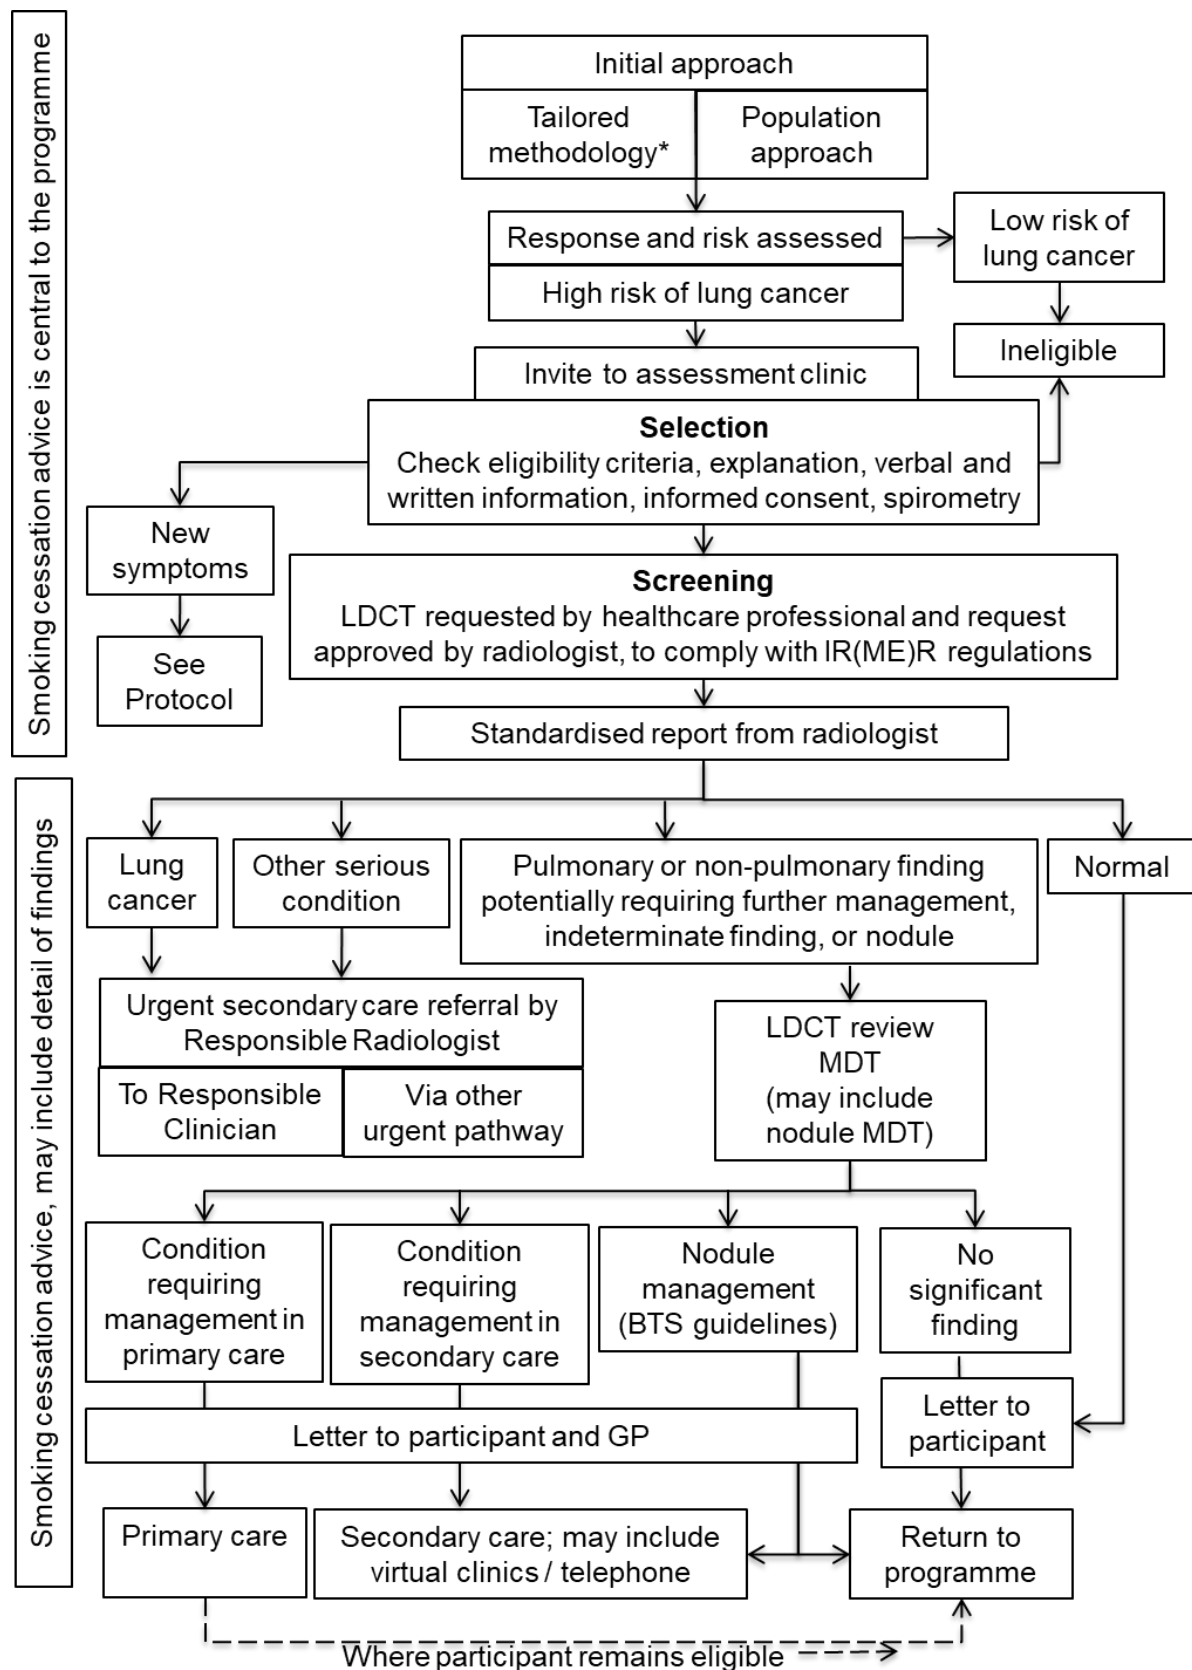 Smoking cessation advice is central to the programme
Initial approach
Tailored
methodology*
Population
approach
Response and risk assessed
Low risk of
lung cancer
High risk of lung cancer
Ineligible
Invite to assessment clinic
Selection
Check eligibility criteria, explanation, verbal and
written information, informed consent, spirometry
New
symptoms
See
Protocol
Screening
LDCT requested by healthcare professional and request
approved by radiologist, to comply with IR(ME)R regulations
Standardised report from radiologist
Smoking cessation advice, may include detail of findings
Lung
cancer
Other serious
condition
Pulmonary or non-pulmonary finding
potentially requiring further management,
indeterminate finding, or nodule
Normal
Urgent secondary care referral by
Responsible Radiologist
To Responsible
Clinician
Via other
urgent pathway
LDCT review
MDT
(may include
nodule MDT)
Condition
requiring
management in
primary care
Condition
requiring
management in
secondary care
Nodule
management
(BTS guidelines)
No
significant
finding
Letter to participant and GP
Letter to
participant
Primary care
Secondary care; may include
virtual clinics / telephone
Return to
programme
Where participant remains eligible